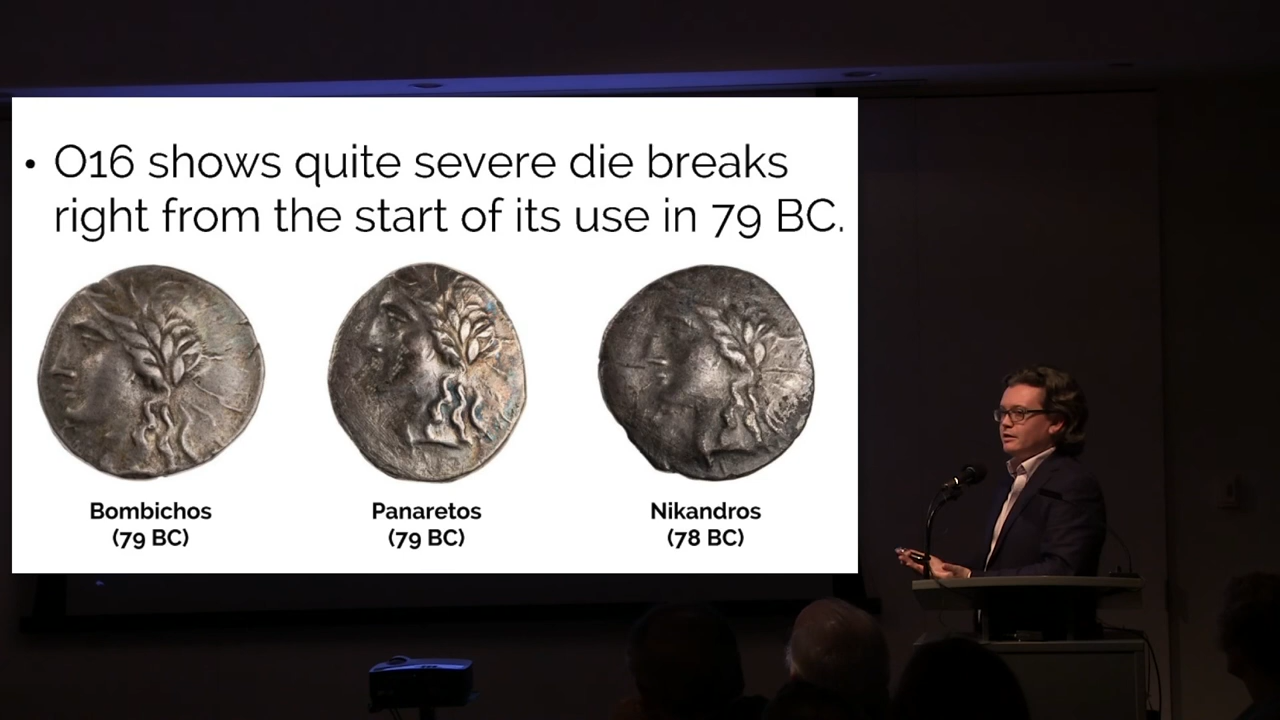 • O16 shows quite severe die breaks
right from the start of its use in 79 BC.
Bombichos
(79 BC)
Panaretos
(79 BC)
Nikandros
(78 BC)